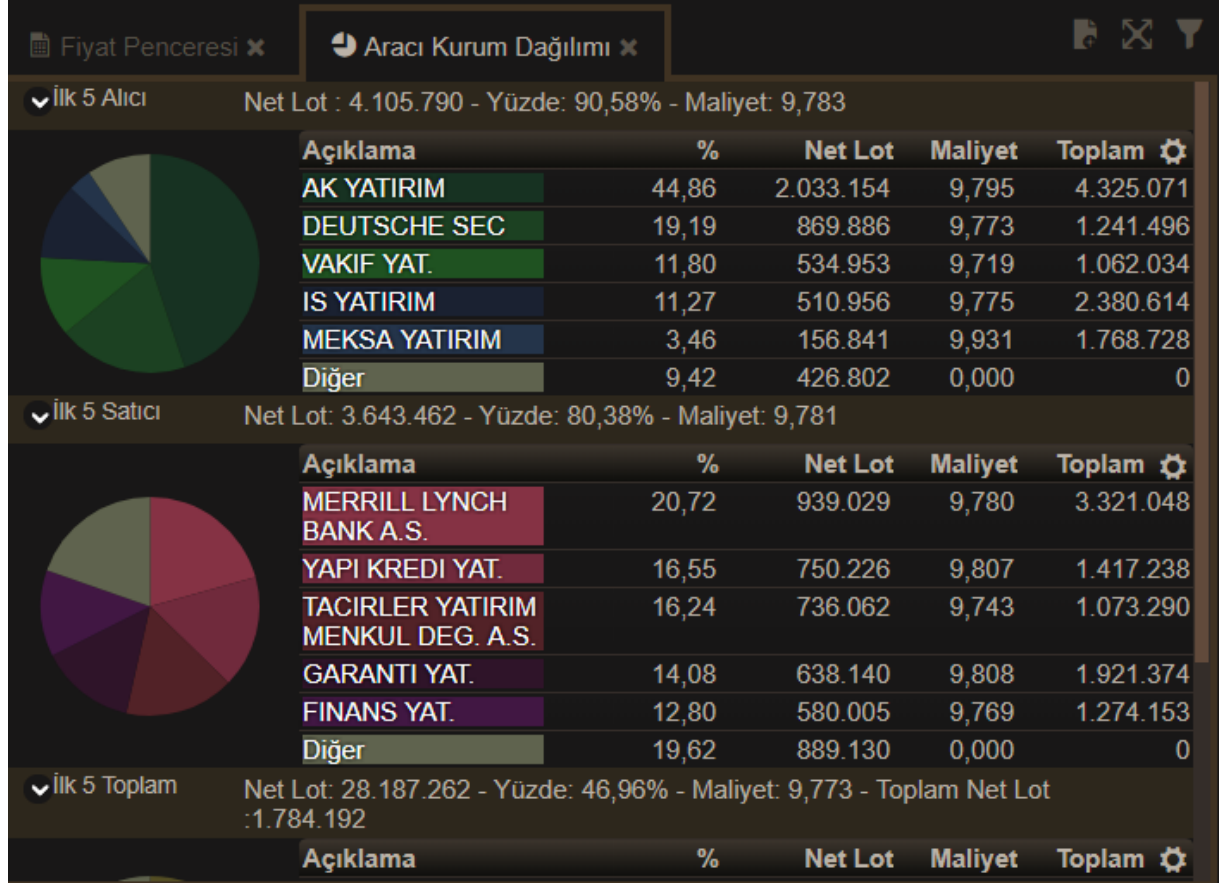 Fiyat Penceresi ✖ Aracı Kurum Dağılımı ✖
İlk 5 Alıcı Net Lot : 4.105.790 - Yüzde: 90,58% - Maliyet: 9,783
Açıklama % Net Lot Maliyet Toplam
AK YATIRIM 44,86 2.033.154 9,795 4.325.071
DEUTSCHE SEC 19,19 869.886 9,773 1.241.496
VAKIF YAT. 11,80 534.953 9,719 1.062.034
IS YATIRIM 11,27 510.956 9,775 2.380.614
MEKSA YATIRIM 3,46 156.841 9,931 1.768.728
Diğer 9,42 426.802 0,000 0
İlk 5 Satıcı Net Lot: 3.643.462 - Yüzde: 80,38% - Maliyet: 9,781
Açıklama % Net Lot Maliyet Toplam
MERRILL LYNCH 20,72 939.029 9,780 3.321.048
BANK A.S.
YAPI KREDI YAT. 16,55 750.226 9,807 1.417.238
TACIRLER YATIRIM 16,24 736.062 9,743 1.073.290
MENKUL DEG. A.S.
GARANTI YAT. 14,08 638.140 9,808 1.921.374
FINANS YAT. 12,80 580.005 9,769 1.274.153
Diğer 19,62 889.130 0,000 0
İlk 5 Toplam Net Lot: 28.187.262 - Yüzde: 46,96% - Maliyet: 9,773 - Toplam Net Lot
:1.784.192
Açıklama % Net Lot Maliyet Toplam